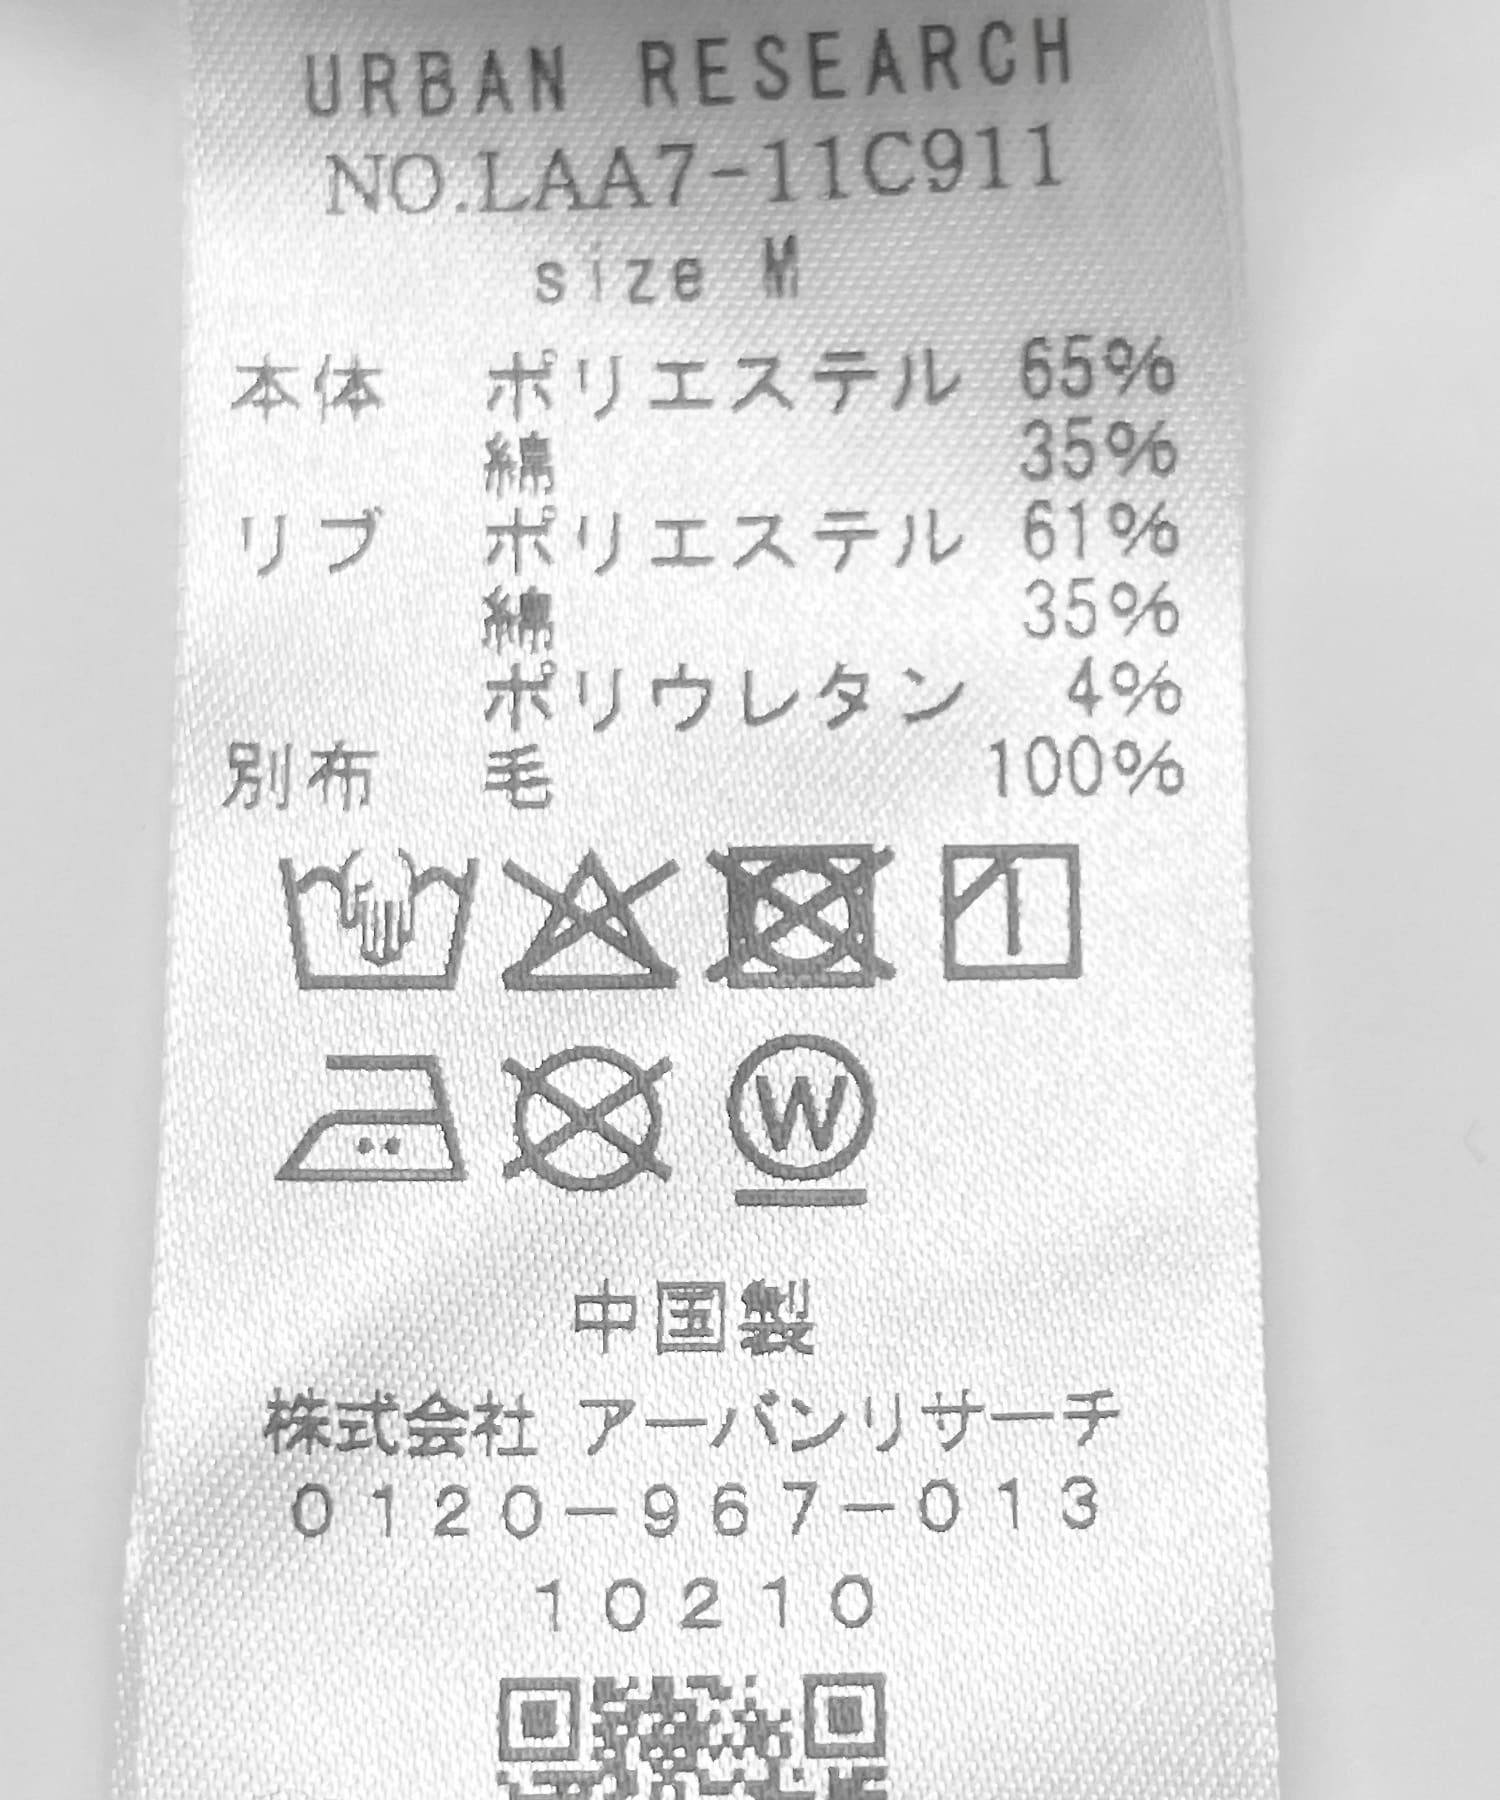 URBAN RESEARCH
NO.LAA7-11C911
size M
本体 ポリエステル 65%
綿 35%
リブ ポリエステル 61%
綿 35%
ポリウレタン 4%
別布 毛 100%
W
中国製
株式会社 アーバンリサーチ
0120-967-013
10210